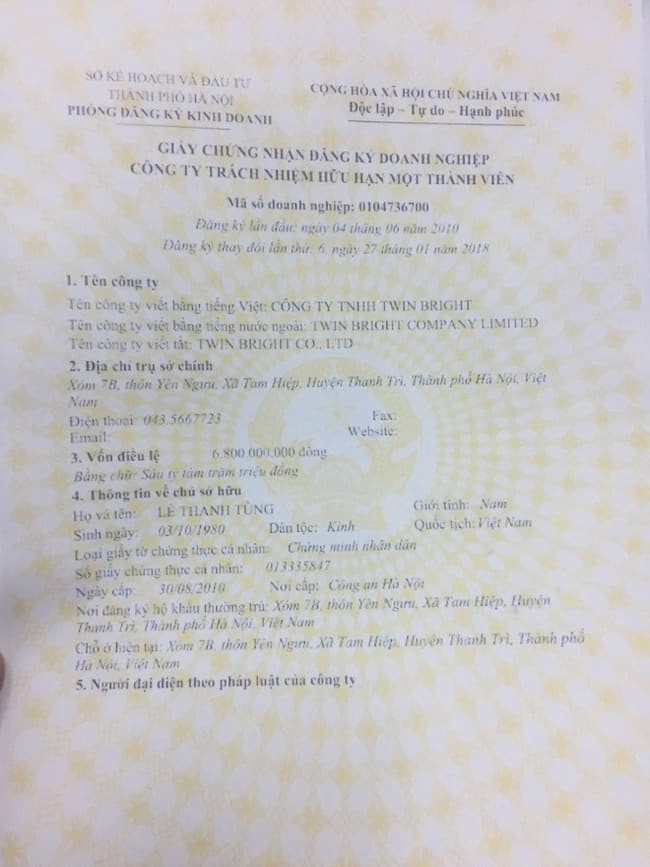 SỞ KẾ HOẠCH VÀ ĐẦU TƯ
THÀNH PHỐ HÀ NỘI
PHÒNG ĐĂNG KÝ KINH DOANH
CỘNG HÒA XÃ HỘI CHỦ NGHĨA VIỆT NAM
Độc lập – Tự do – Hạnh phúc
GIẤY CHỨNG NHẬN ĐĂNG KÝ DOANH NGHIỆP
CÔNG TY TRÁCH NHIỆM HỮU HẠN MỘT THÀNH VIÊN
Mã số doanh nghiệp: 0104736700
Đăng ký lần đầu: ngày 04 tháng 06 năm 2010
Đăng ký thay đổi lần thứ: 6, ngày 27 tháng 01 năm 2018
1. Tên công ty
Tên công ty viết bằng tiếng Việt: CÔNG TY TNHH TWIN BRIGHT
Tên công ty viết bằng tiếng nước ngoài: TWIN BRIGHT COMPANY LIMITED
Tên công ty viết tắt: TWIN BRIGHT CO., LTD
2. Địa chỉ trụ sở chính
Xóm 7B, thôn Yên Ngưu, Xã Tam Hiệp, Huyện Thanh Trì, Thành phố Hà Nội, Việt
Nam
Điện thoại: 043.5667723 Fax:
Email: Website:
3. Vốn điều lệ 6.800.000.000 đồng
Bằng chữ: Sáu tỷ tám trăm triệu đồng
4. Thông tin về chủ sở hữu
Họ và tên: LÊ THANH TÙNG Giới tính: Nam
Sinh ngày: 03/10/1980 Dân tộc: Kinh Quốc tịch: Việt Nam
Loại giấy tờ chứng thực cá nhân: Chứng minh nhân dân
Số giấy chứng thực cá nhân: 013335847
Ngày cấp: 30/08/2010 Nơi cấp: Công an Hà Nội
Nơi đăng ký hộ khẩu thường trú: Xóm 7B, thôn Yên Ngưu, Xã Tam Hiệp, Huyện
Thanh Trì, Thành phố Hà Nội, Việt Nam
Chỗ ở hiện tại: Xóm 7B, thôn Yên Ngưu, Xã Tam Hiệp, Huyện Thanh Trì, Thành phố
Hà Nội, Việt Nam
5. Người đại diện theo pháp luật của công ty